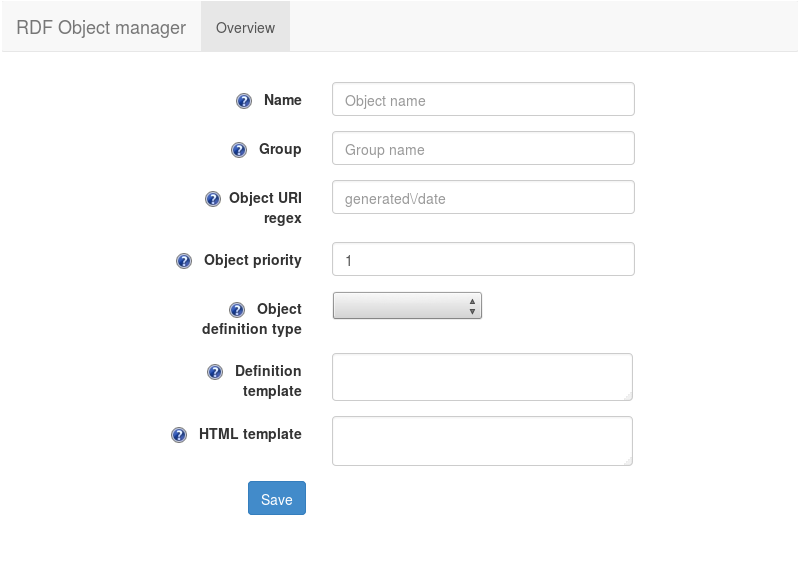 RDF Object manager Overview
Name Object name
Group Group name
Object URI generated\/date
regex
Object priority 1
Object
definition type
Definition
template
HTML template
Save